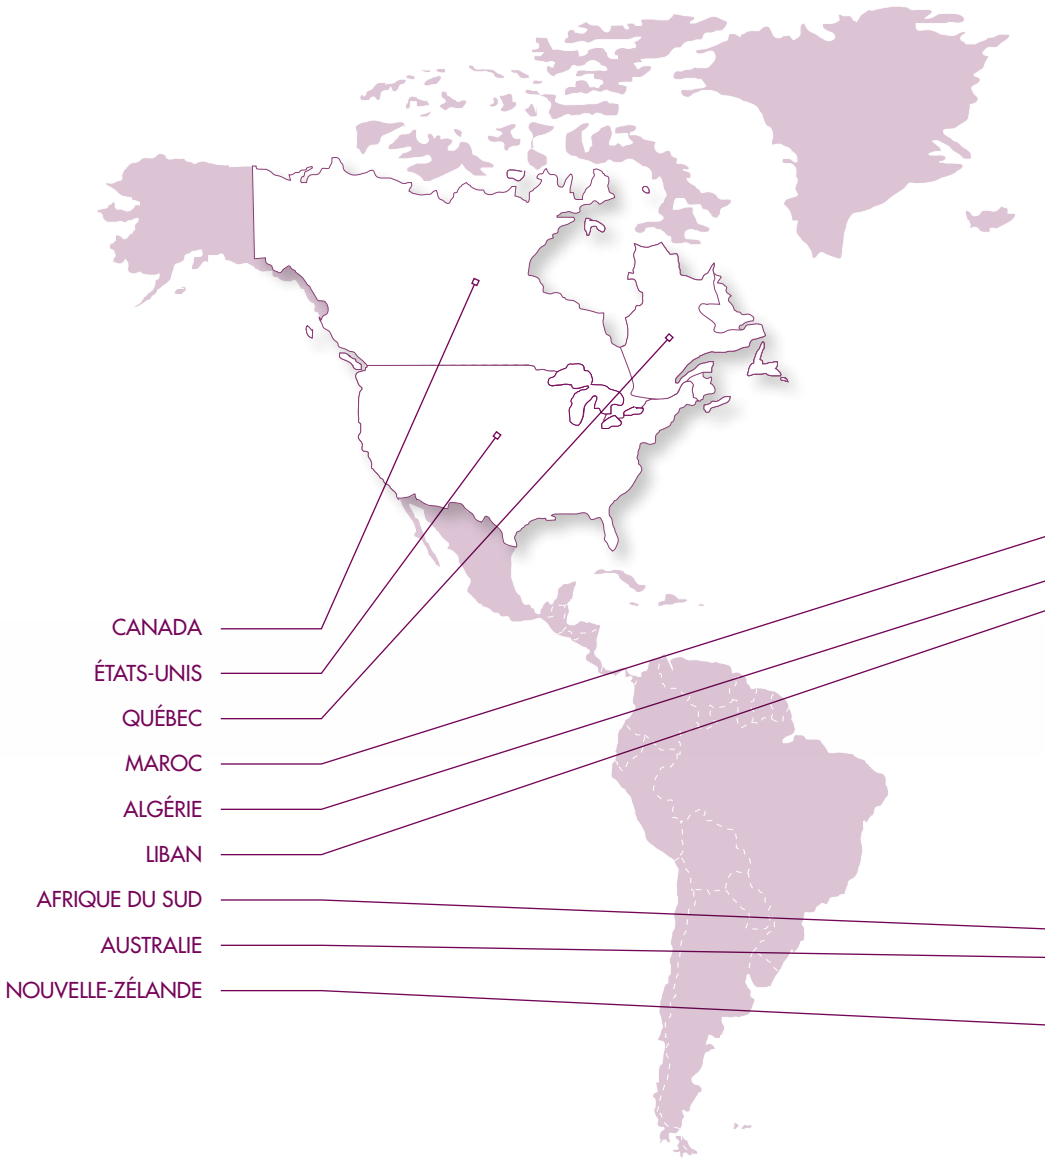 CANADA
ÉTATS-UNIS
QUÉBEC
MAROC
ALGÉRIE
LIBAN
AFRIQUE DU SUD
AUSTRALIE
NOUVELLE-ZÉLANDE